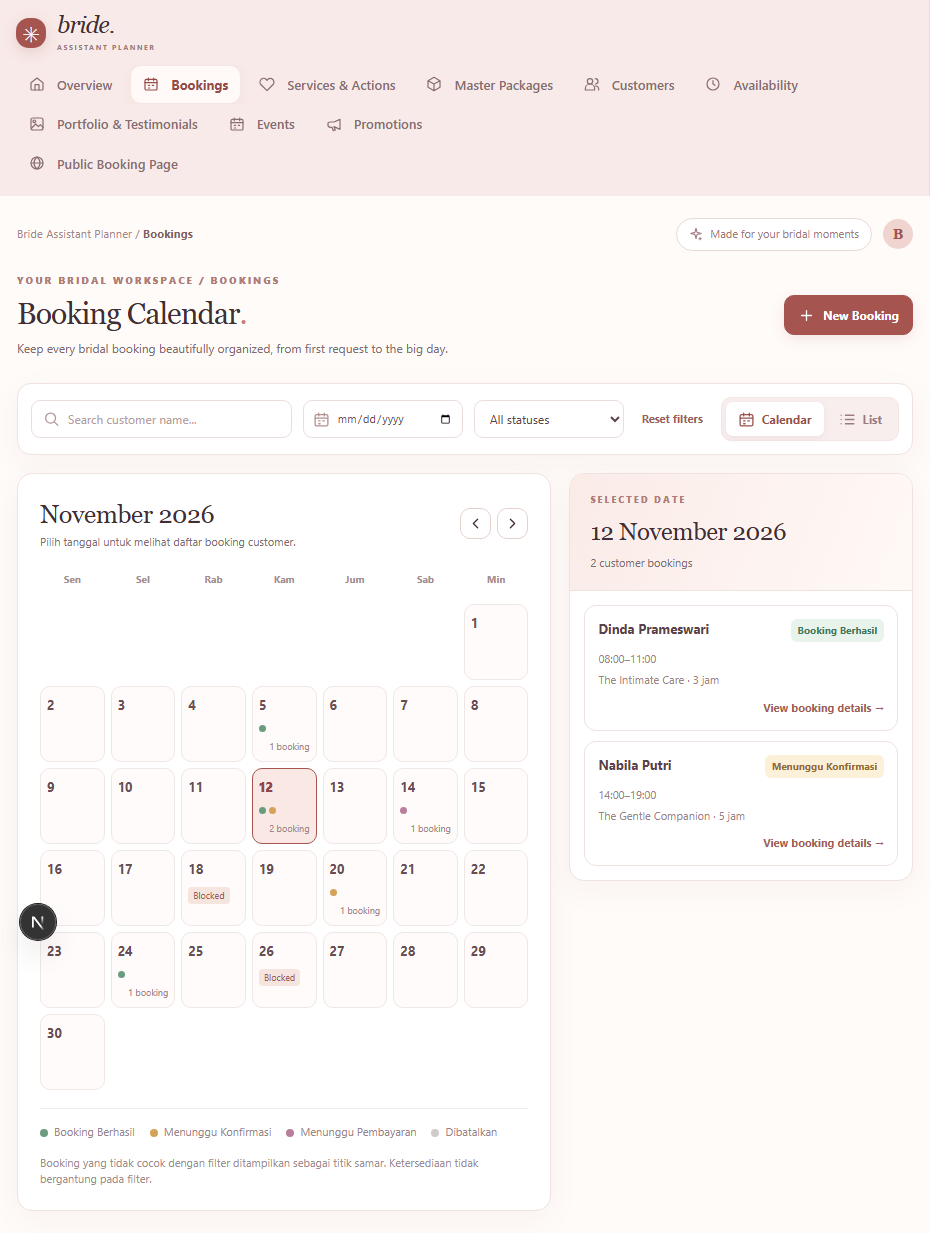 bride.
ASSISTANT PLANNER
Overview
Bookings
Services & Actions
Master Packages
Customers
Availability
Portfolio & Testimonials
Events
Promotions
Public Booking Page
Bride Assistant Planner / Bookings
Made for your bridal moments
B
YOUR BRIDAL WORKSPACE / BOOKINGS
Booking Calendar.
New Booking
Keep every bridal booking beautifully organized, from first request to the big day.
Search customer name...
mm/dd/yyyy
All statuses
Reset filters
Calendar
List
November 2026
Pilih tanggal untuk melihat daftar booking customer.
Sen Sel Rab Kam Jum Sab Min
1
2 3 4 5 6 7 8
1 booking
9 10 11 12 13 14 15
2 booking 1 booking
16 17 18 19 20 21 22
Blocked
1 booking
N
23 24 25 26 27 28 29
Blocked
1 booking
30
Booking Berhasil
Menunggu Konfirmasi
Menunggu Pembayaran
Dibatalkan
Booking yang tidak cocok dengan filter ditampilkan sebagai titik samar. Ketersediaan tidak
bergantung pada filter.
SELECTED DATE
12 November 2026
2 customer bookings
Dinda Prameswari
Booking Berhasil
08:00–11:00
The Intimate Care · 3 jam
View booking details →
Nabila Putri
Menunggu Konfirmasi
14:00–19:00
The Gentle Companion · 5 jam
View booking details →